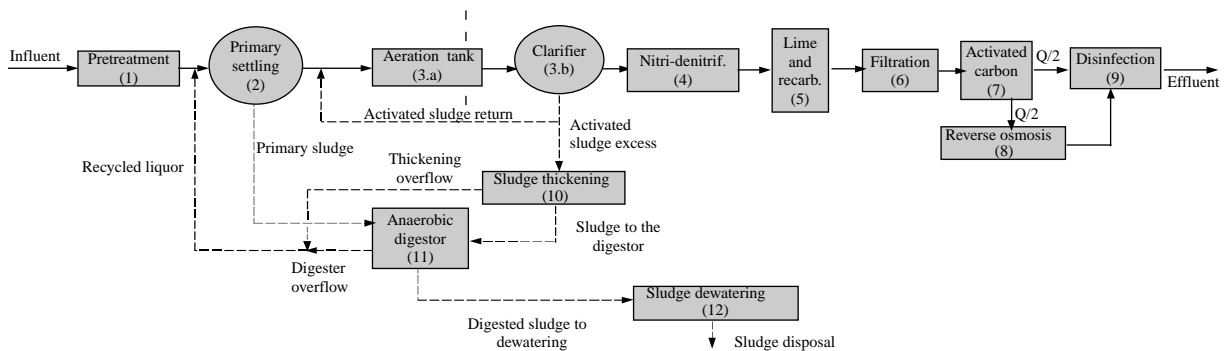 Influent
Pretreatment
(1)
Primary
settling
(2)
Aeration tank
(3.a)
Clarifier
(3.b)
Nitri-denitrif.
(4)
Lime
and
recarb.
(5)
Filtration
(6)
Activated
carbon
(7)
Q/2
Disinfection
(9)
Effluent
Q/2
Reverse osmosis
(8)
Activated sludge return
Activated
sludge excess
Primary sludge
Recycled liquor
Thickening
overflow
Sludge thickening
(10)
Anaerobic
digestor
(11)
Sludge to the
digestor
Digester
overflow
Sludge dewatering
(12)
Digested sludge to
dewatering
Sludge disposal